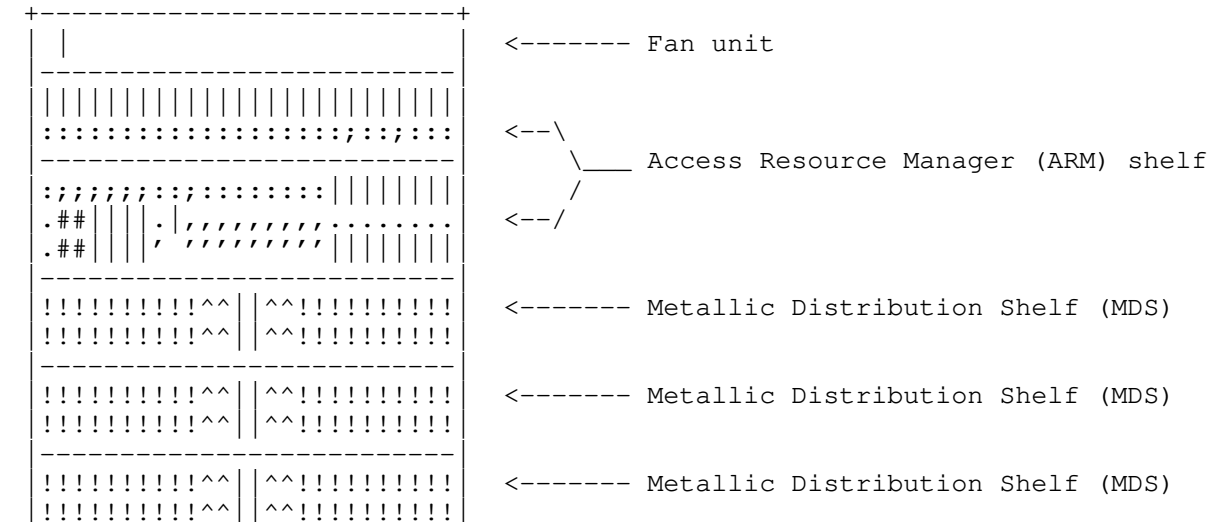 +--------------------------+
| |                         |  <------- Fan unit
|--------------------------|
||||||||||||||||||||||||||||
|:::::::::::::::::::;::;:::|  <--\
|--------------------------|      \___ Access Resource Manager (ARM) shelf
|:;;;;;;::;::::::::|||||||||      /
|.##||||.|,,,,,,,,,........|  <--/
|.##||||' '''''''''|||||||||
|--------------------------|
|!!!!!!!!!!^^||^^!!!!!!!!!!|  <------- Metallic Distribution Shelf (MDS)
|!!!!!!!!!!^^||^^!!!!!!!!!!|
|--------------------------|
|!!!!!!!!!!^^||^^!!!!!!!!!!|  <------- Metallic Distribution Shelf (MDS)
|!!!!!!!!!!^^||^^!!!!!!!!!!|
|--------------------------|
|!!!!!!!!!!^^||^^!!!!!!!!!!|  <------- Metallic Distribution Shelf (MDS)
|!!!!!!!!!!^^||^^!!!!!!!!!!|